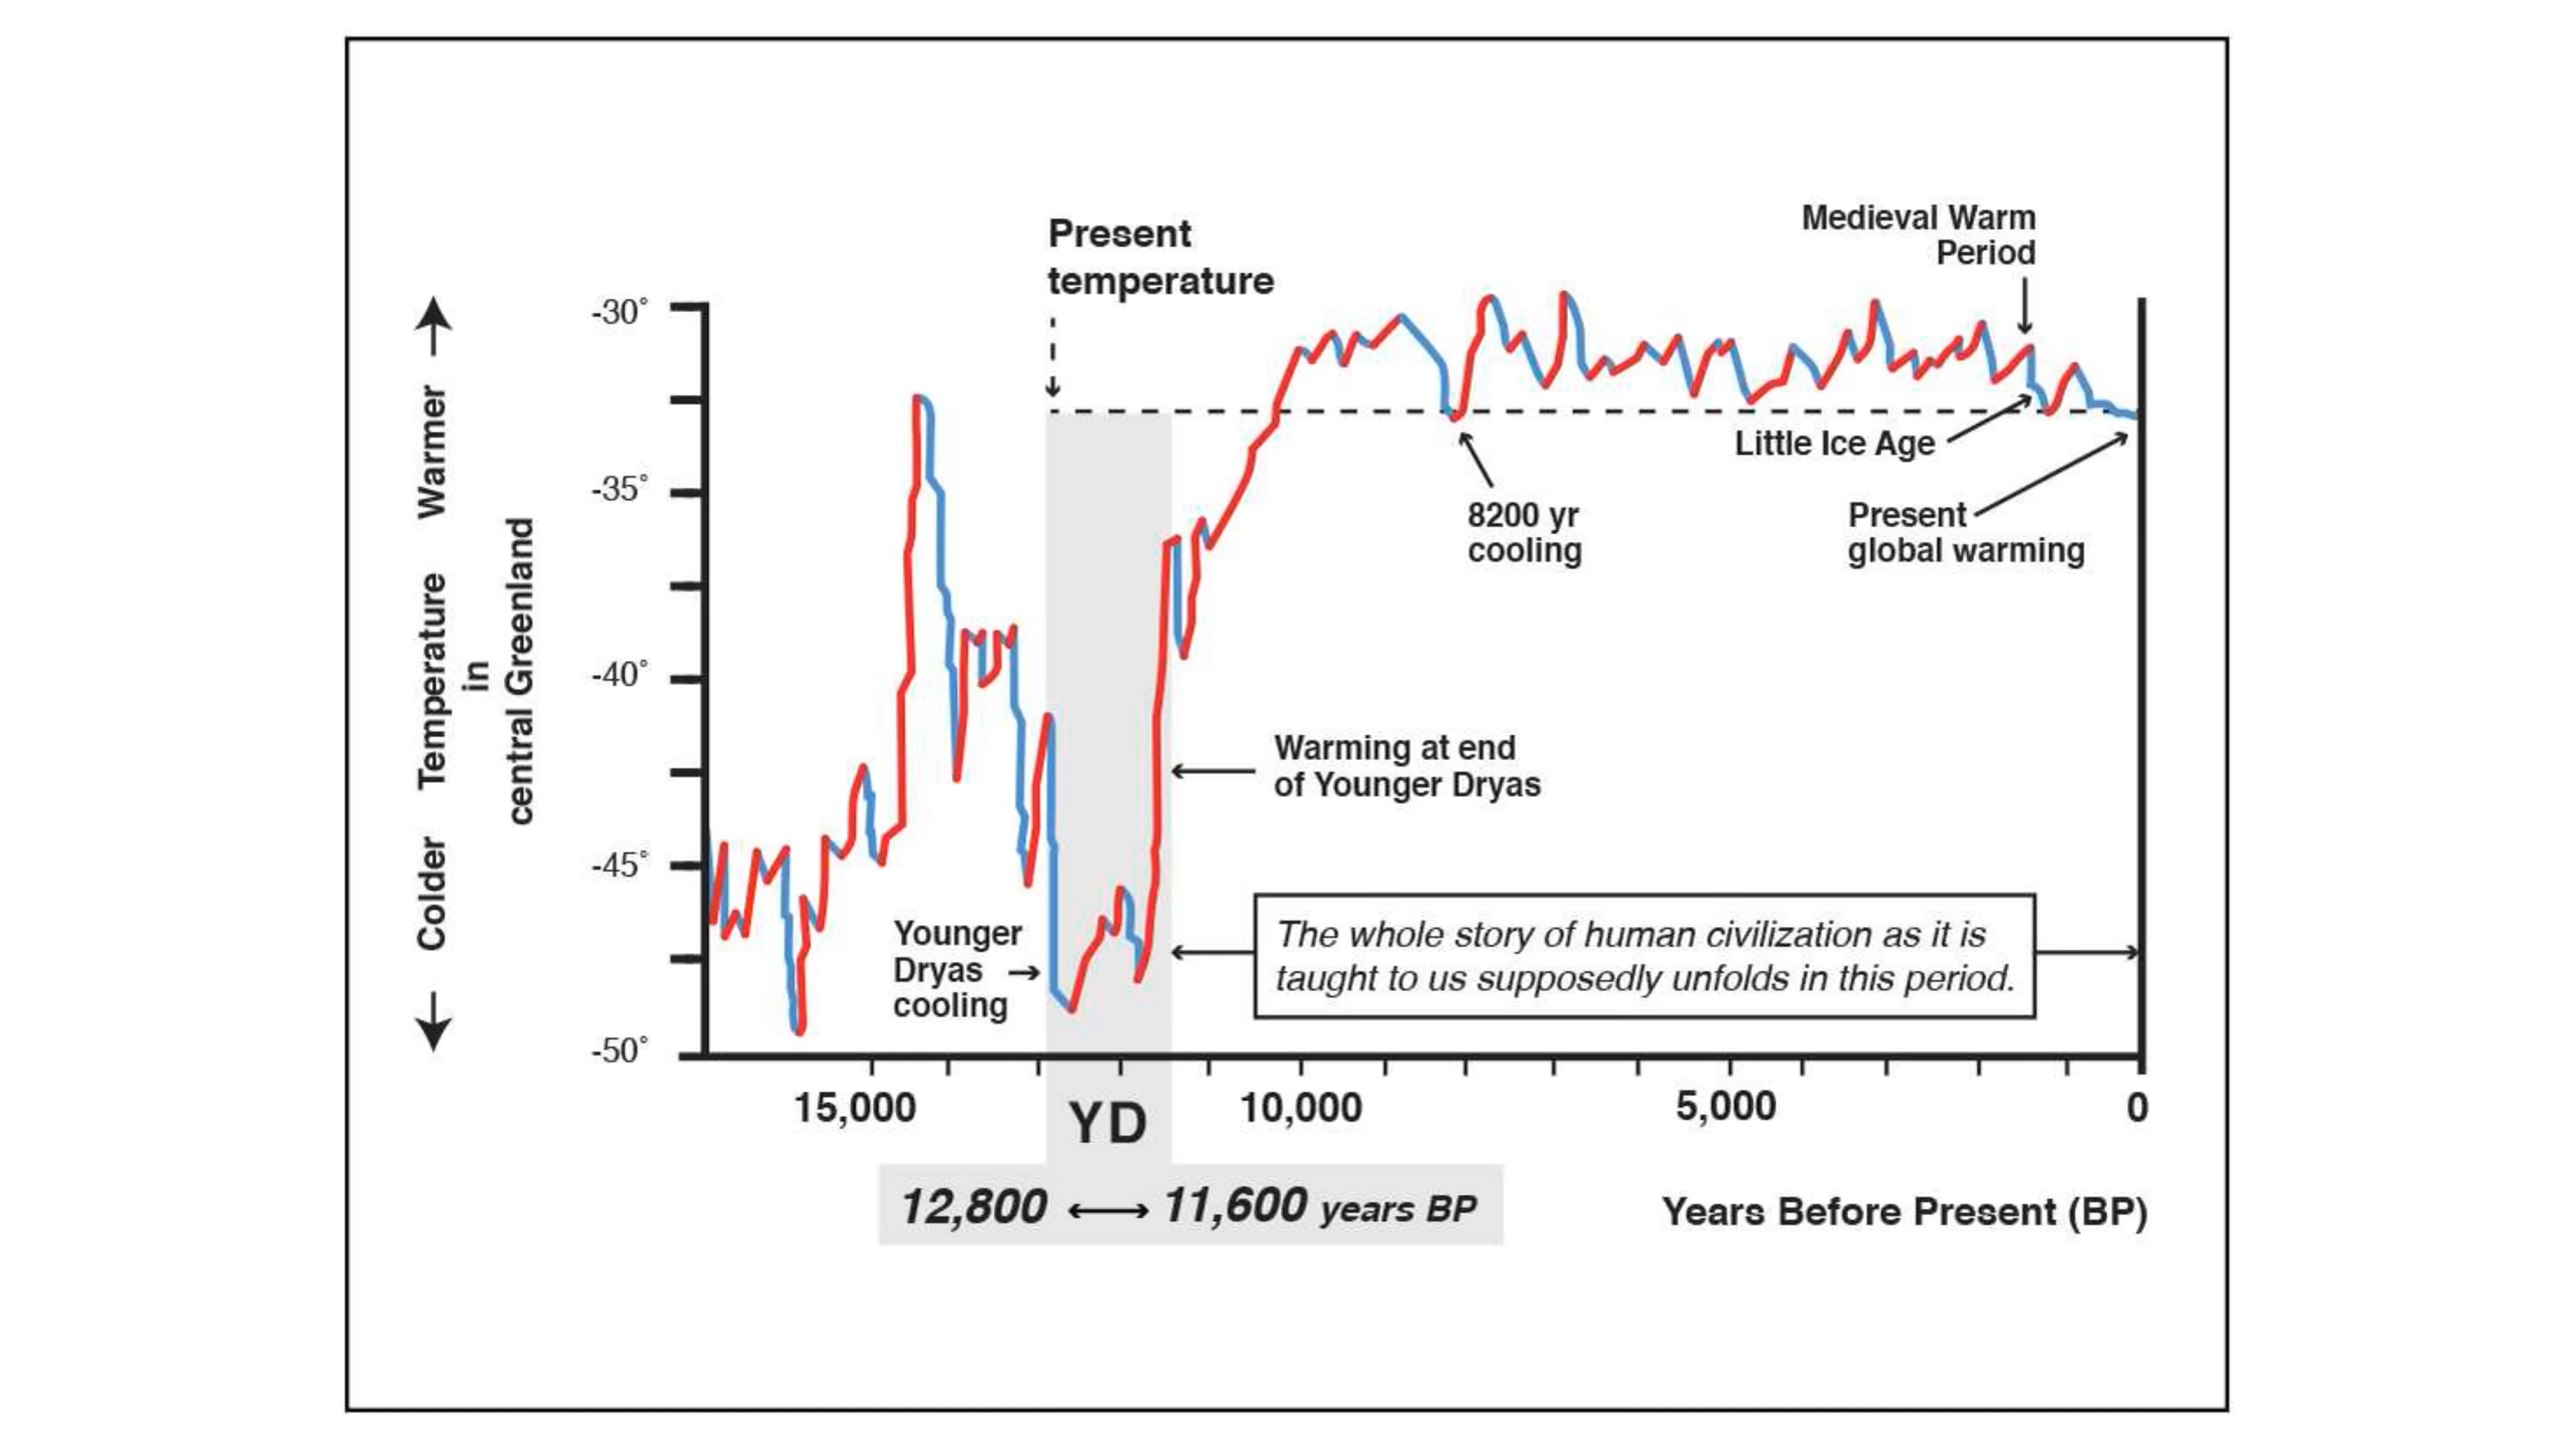 Medieval Warm
Period
Present
temperature
-30°
-35°
-40°
-45°
-50°
Colder Temperature Warmer
in
central Greenland
Little Ice Age
8200 yr
cooling
Present
global warming
Warming at end
of Younger Dryas
Younger
Dryas
cooling
The whole story of human civilization as it is
taught to us supposedly unfolds in this period.
15,000
YD
10,000
5,000
0
12,800 ⟷ 11,600 years BP
Years Before Present (BP)